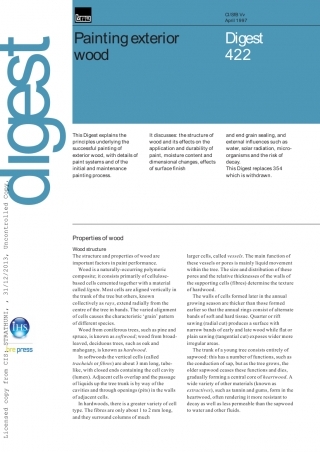 bre
CI/SfB Vv
April 1997
Painting exterior
wood
Digest
422
digest
This Digest explains the
principles underlying the
successful painting of
exterior wood, with details of
paint systems and of the
initial and maintenance
painting process.
It discusses: the structure of
wood and its effects on the
application and durability of
paint, moisture content and
dimensional changes, effects
of surface finish
and end grain sealing, and
external influences such as
water, solar radiation, micro-
organisms and the risk of
decay.
This Digest replaces 354
which is withdrawn.
Properties of wood
Wood structure
The structure and properties of wood are
important factors in paint performance.
Wood is a naturally-occurring polymeric
composite; it consists primarily of cellulose-
based cells cemented together with a material
called lignin. Most cells are aligned vertically in
the trunk of the tree but others, known
collectively as rays, extend radially from the
centre of the tree in bands. The varied alignment
of cells causes the characteristic 'grain' pattern
of different species.
Wood from coniferous trees, such as pine and
spruce, is known as softwood; wood from broad-
leaved, deciduous trees, such as oak and
mahogany, is known as hardwood.
In softwoods the vertical cells (called
tracheids or fibres) are about 3 mm long, tube-
like, with closed ends containing the cell cavity
(lumen). Adjacent cells overlap and the passage
of liquids up the tree trunk is by way of the
cavities and through openings (pits) in the walls
of adjacent cells.
In hardwoods, there is a greater variety of cell
type. The fibres are only about 1 to 2 mm long,
and they surround columns of much
larger cells, called vessels. The main function of
these vessels or pores is mainly liquid movement
within the tree. The size and distribution of these
pores and the relative thicknesses of the walls of
the supporting cells (fibres) determine the texture
of hardwood.
The walls of cells formed later in the annual
growing season are thicker than those formed
earlier so that the annual rings consist of alternate
bands of soft and hard tissue. Quarter or rift
sawing (radial cut) produces a surface with
narrow bands of early and late wood while flat or
plain sawing (tangential cut) exposes wider more
irregular areas.
The trunk of a young tree consists entirely of
sapwood; this has a number of functions, such as
the conduction of sap, but as the tree grows, the
older sapwood ceases these functions and dies,
gradually forming a central core of heartwood. A
wide variety of other materials (known as
extractives), such as tannin and gums, form in the
heartwood, often rendering it more resistant to
decay as well as less permeable than the sapwood
to water and other fluids.
Licensed copy from CIS: STRATHUNI, , 31/12/2013, Uncontrolled Copy.
IHS
press